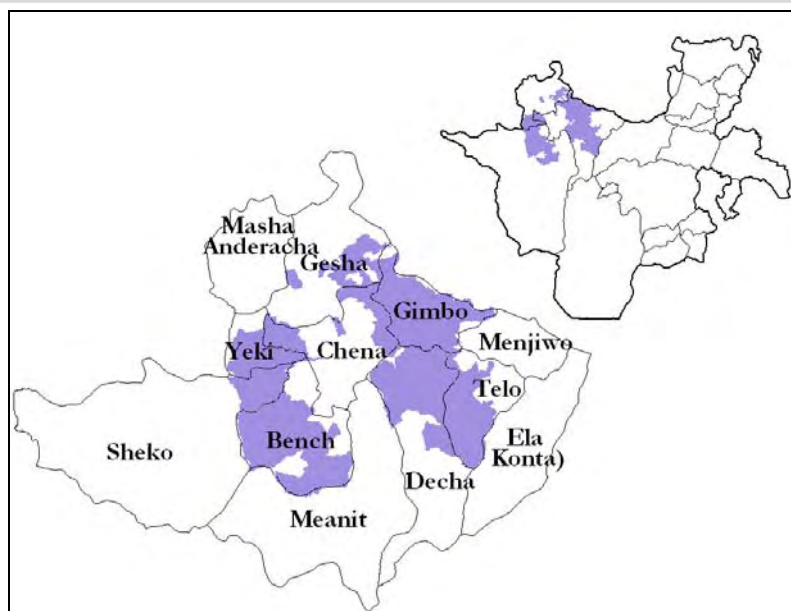 Masha
Anderacha
Gesha
Gimbo
Menjiwo
Yeki
Chena
Telo
Sheko
Bench
Ela
Konta)
Decha
Meanit